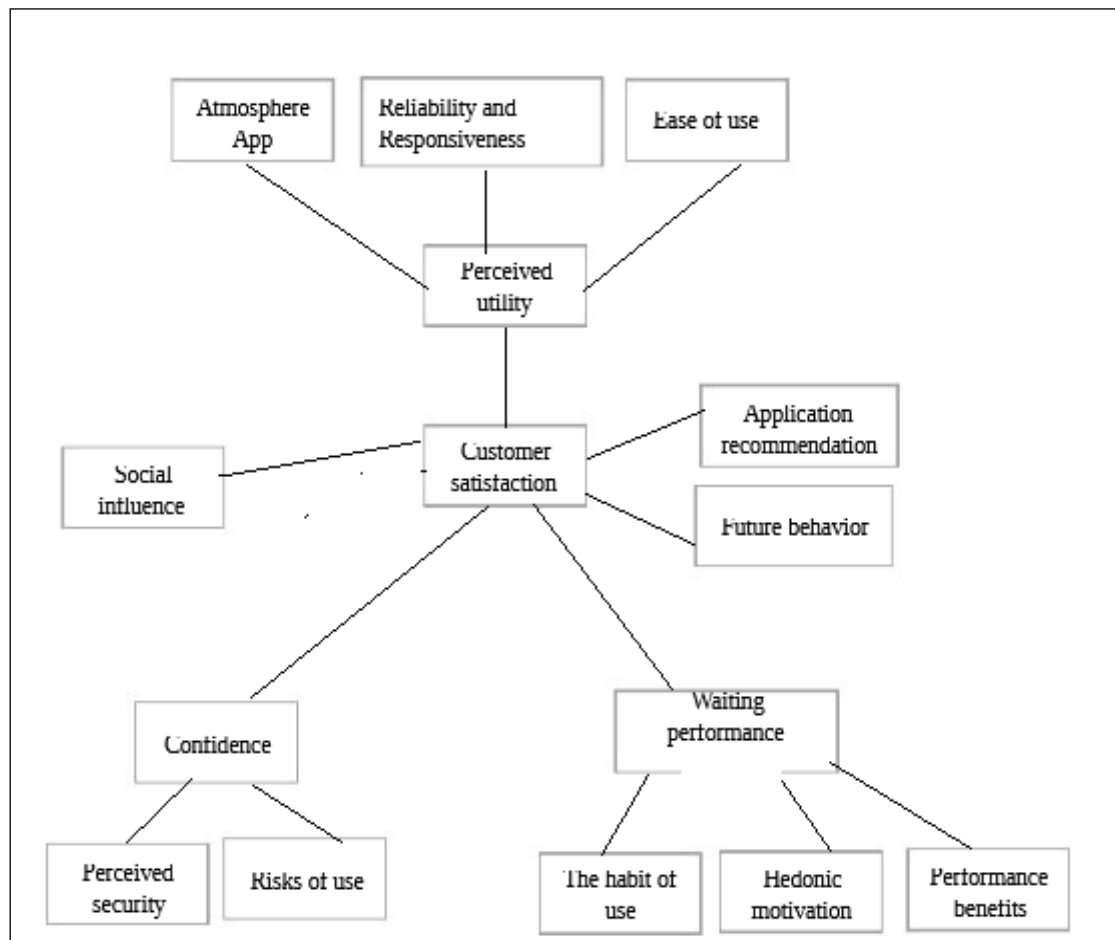 Atmosphere
App
Reliability and
Responsiveness
Ease of use
Perceived
utility
Customer
satisfaction
Social
influence
Application
recommendation
Future behavior
Confidence
Waiting
performance
Perceived
security
Risks of use
The habit of
use
Hedonic
motivation
Performance
benefits